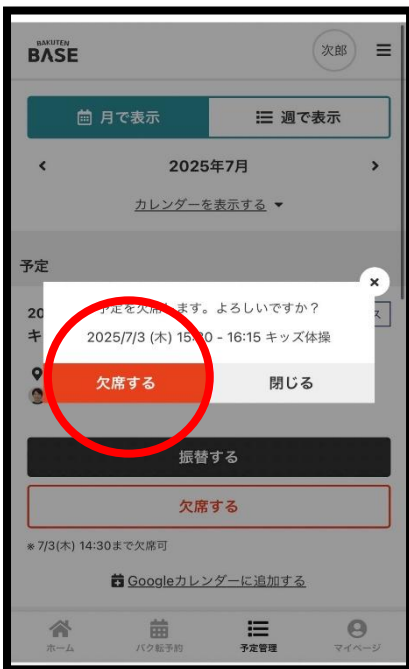 BAKUTEN
BASE
次郎
月で表示
週で表示
2025年7月
カレンダーを表示する
予定
予定を欠席します。よろしいですか？
20
ス
キ
2025/7/3 (木) 15:30 - 16:15 キッズ体操
欠席する
閉じる
振替する
欠席する
※7/3(木) 14:30まで欠席可
Googleカレンダーに追加する
ホーム
バク転予約
予定管理
マイページ